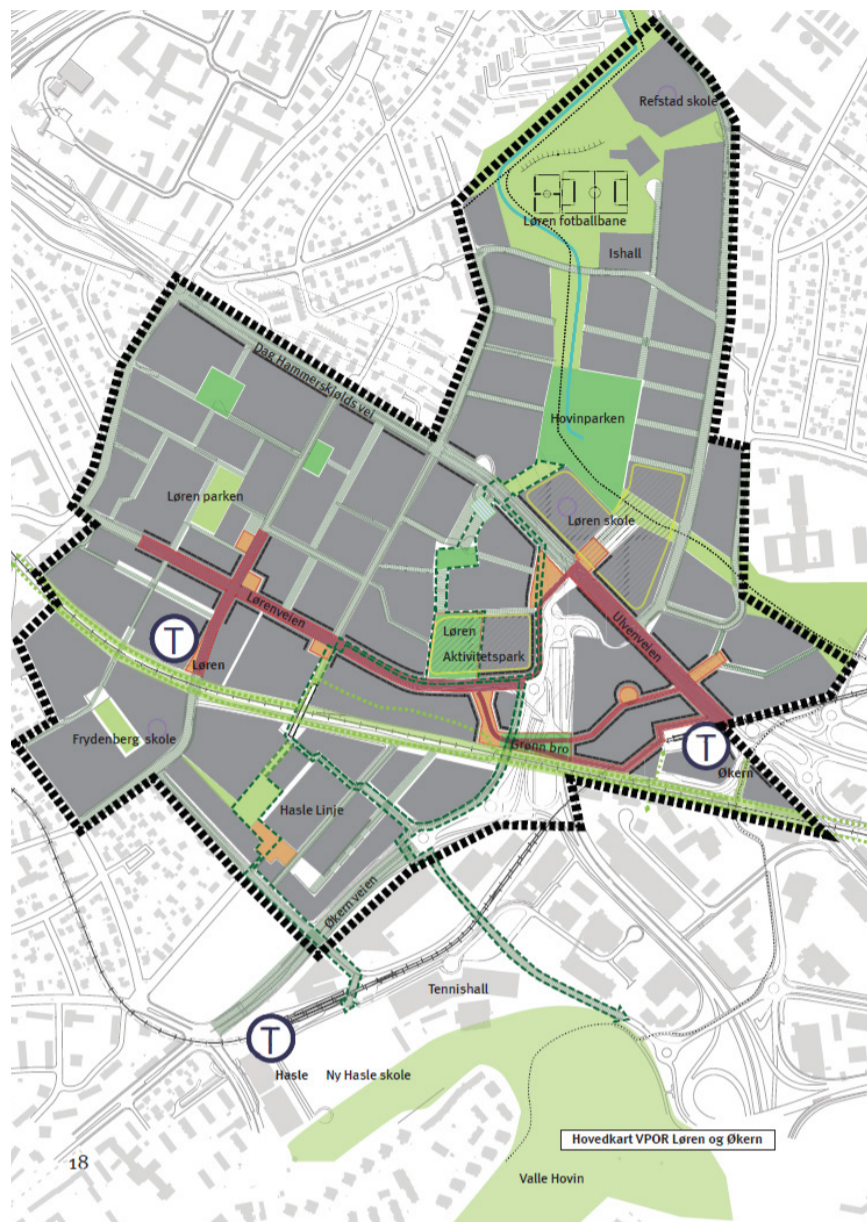 Refstad skole
Løren fotballbane
Ishall
Dag Hammerskjølds vei
Hovinparken
Løren parken
Løren skole
Lørenveien
Løren
Aktivitetspark
Ulvenveien
T
Løren
Frydenberg skole
Grønn bro
T
Økern
Hasle Linje
Økern veien
Tennishall
T
Hasle
Ny Hasle skole
Hovedkart VPOR Løren og Økern
18
Valle Hovin